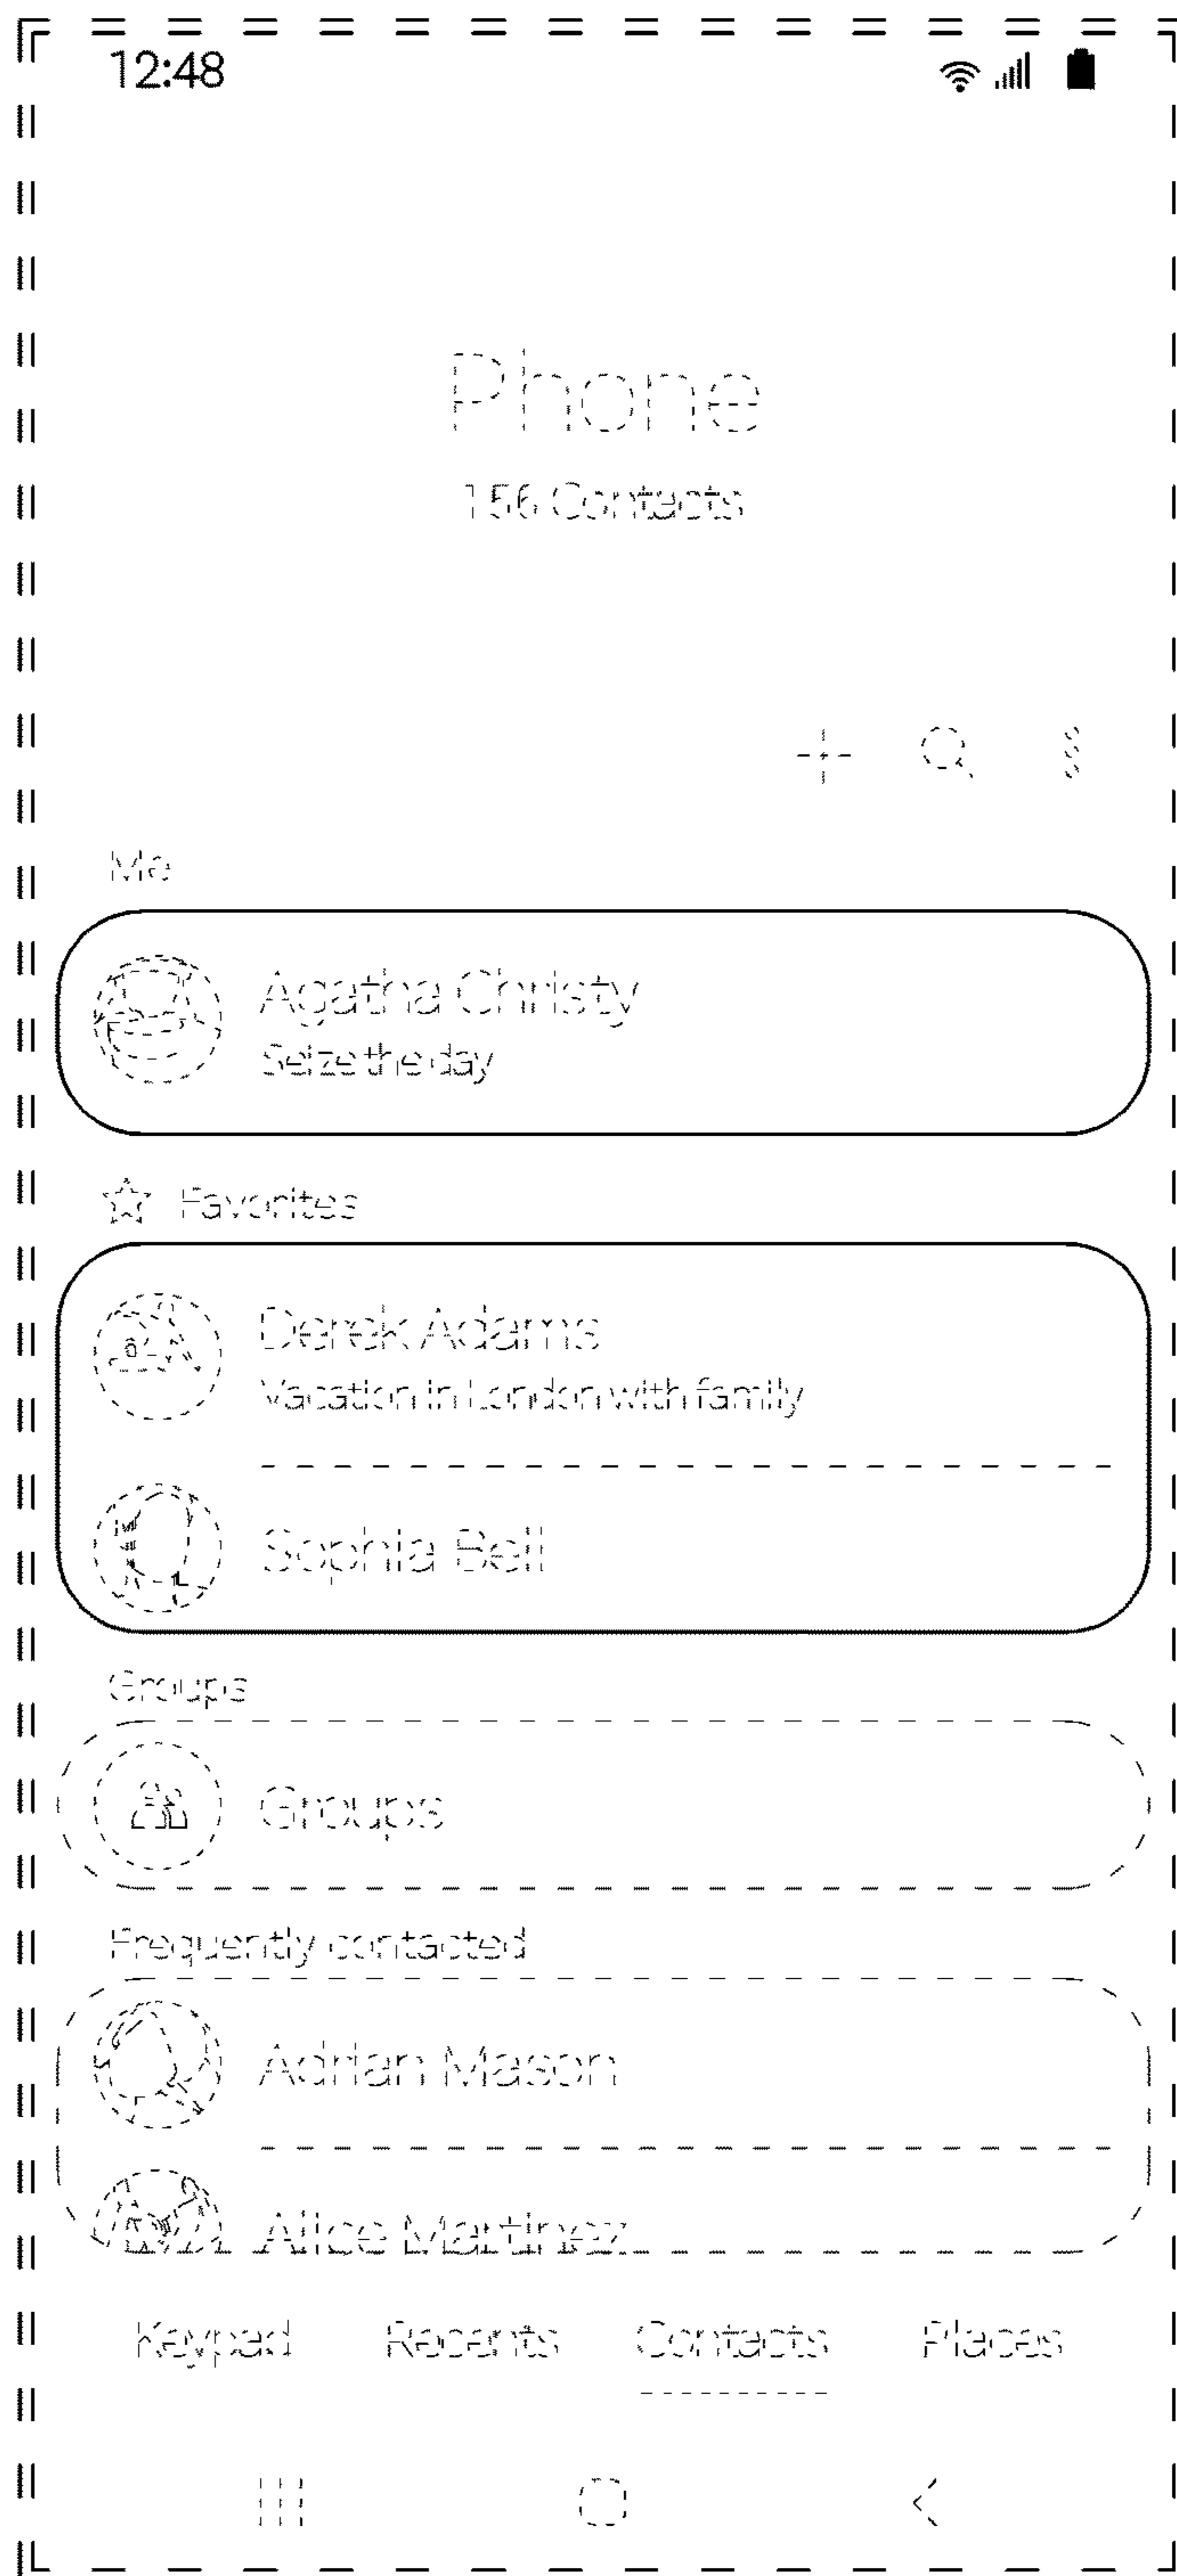 12:48
Phone
156 Contacts
Me
Agatha Christy
Seize the day
Favorites
Derek Adams
Vacation in London with family
Sophia Bell
Groups
Groups
Frequently contacted
Adrian Mason
Alice Martinez
Keypad Recents Contacts Places